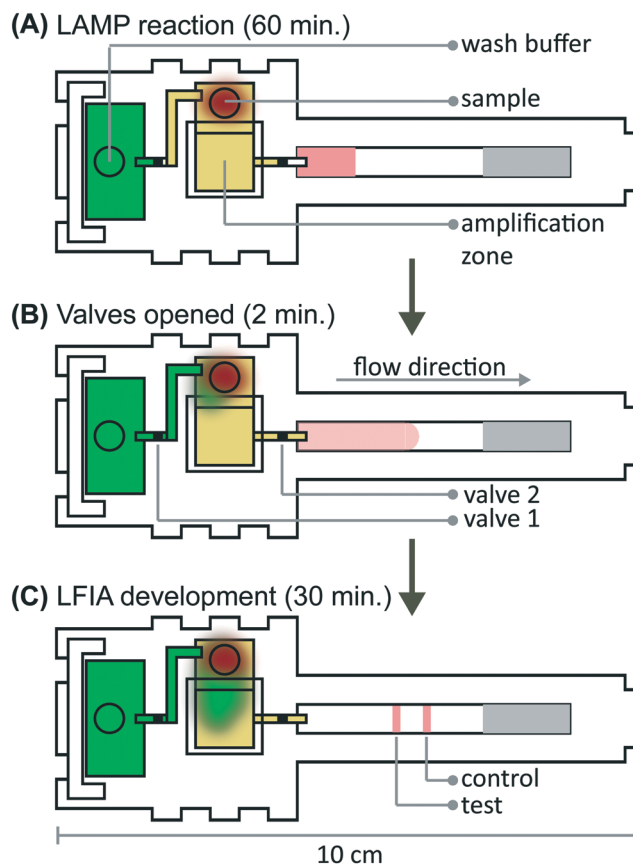 (A) LAMP reaction (60 min.)
wash buffer
sample
amplification
zone
(B) Valves opened (2 min.)
flow direction
valve 2
valve 1
(C) LFIA development (30 min.)
control
test
10 cm